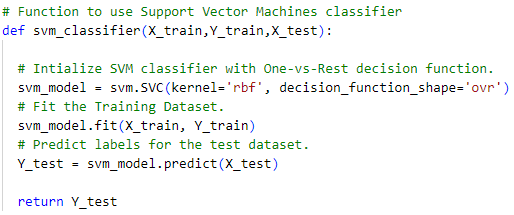 # Function to use Support Vector Machines classifier
def svm_classifier(X_train,Y_train,X_test):
# Intialize SVM classifier with One-vs-Rest decision function.
svm_model = svm.SVC(kernel='rbf', decision_function_shape='ovr')
# Fit the Training Dataset.
svm_model.fit(X_train, Y_train)
# Predict labels for the test dataset.
Y_test = svm_model.predict(X_test)
return Y_test